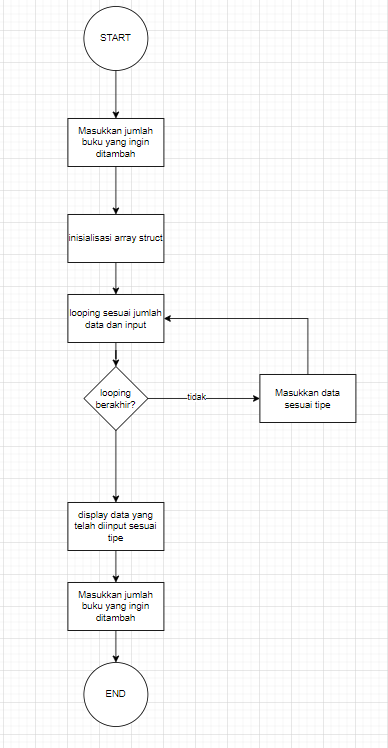 START
Masukkan jumlah
buku yang ingin
ditambah
inisialisasi array struct
looping sesuai jumlah
data dan input
looping
berakhir?
tidak
Masukkan data
sesuai tipe
display data yang
telah diinput sesuai
tipe
Masukkan jumlah
buku yang ingin
ditambah
END